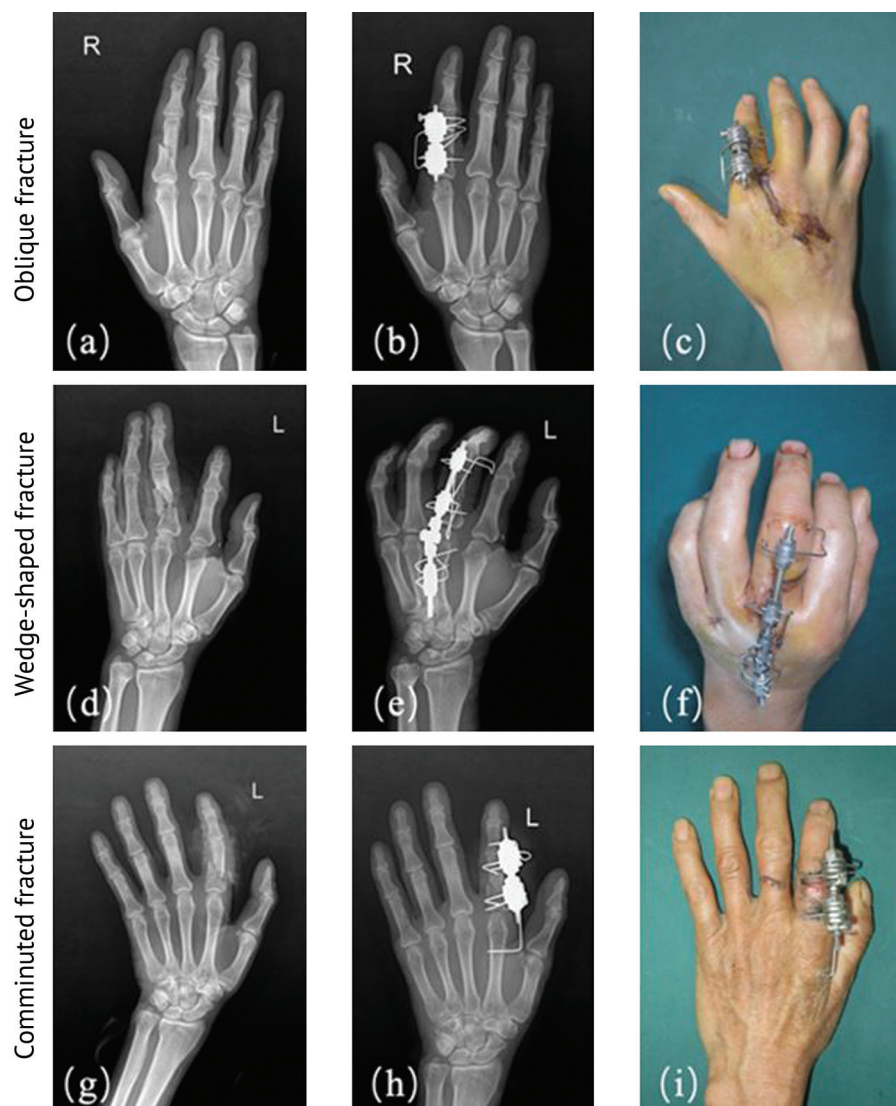 Oblique fracture
R
(a)
R
(b)
(c)
Wedge-shaped fracture
L
(d)
L
(e)
(f)
Comminuted fracture
L
(g)
L
(h)
(i)